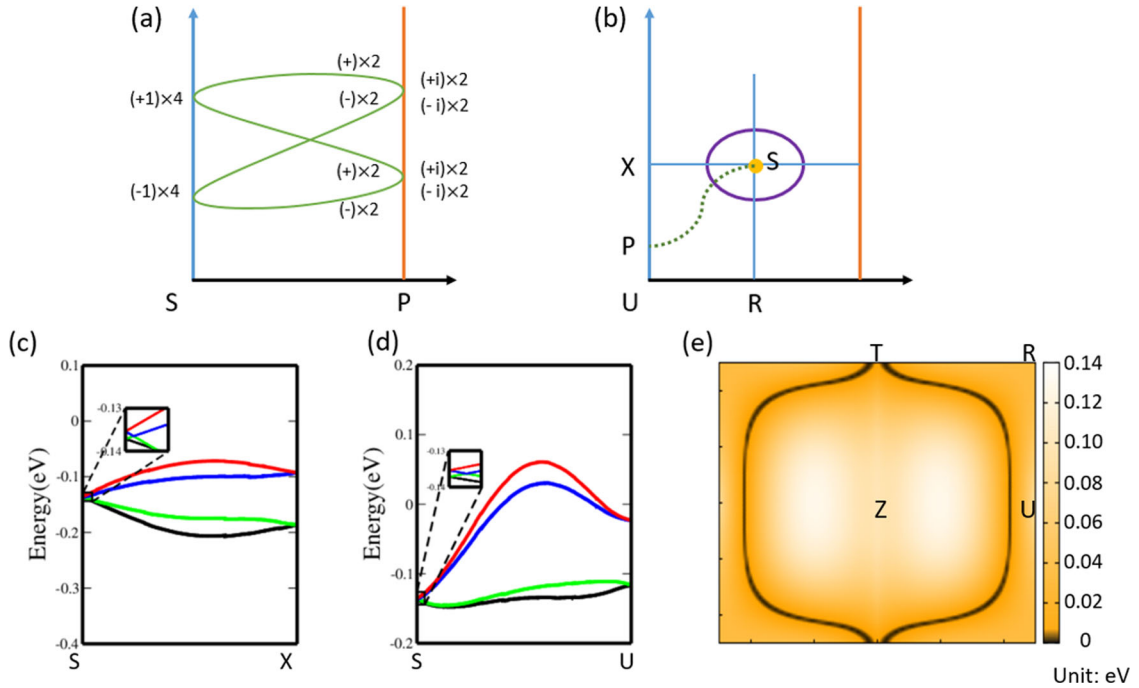 (a)
(+)×2
(+1)×4
(-)×2
(+i)×2
(- i)×2
(+)×2
(-1)×4
(+i)×2
(- i)×2
(-)×2
S
P
(b)
X
S
P
U
R
(c)
0.1
0
-0.1
-0.2
-0.3
-0.4
Energy(eV)
-0.13
-0.14
S
X
(d)
0.2
0.1
0
-0.1
-0.2
Energy(eV)
-0.13
-0.14
S
U
(e)
T
R
Z
U
0.14
0.12
0.10
0.08
0.06
0.04
0.02
0
Unit: eV